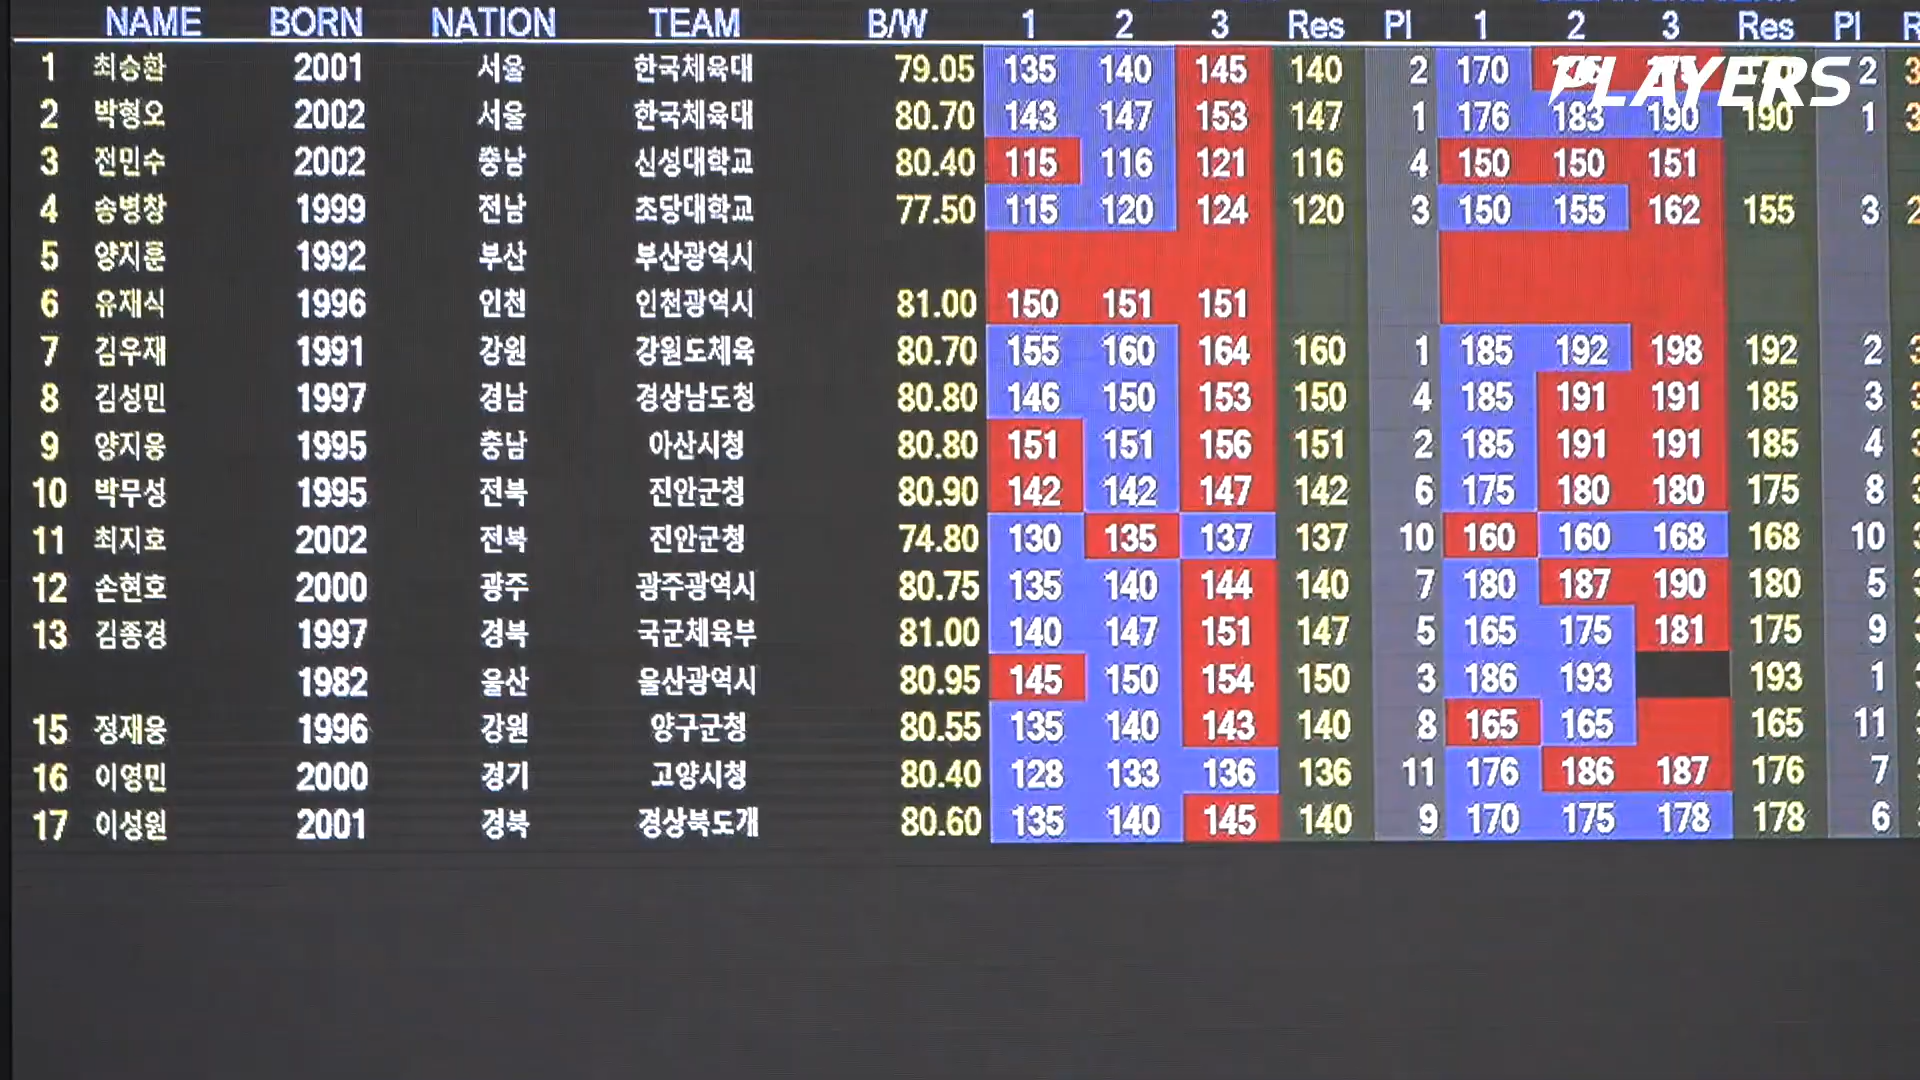 NAME BORN NATION TEAM B/W 1 2 3 Res Pl 1 2 3 Res Pl
PLAYERS
1 최승환 2001 서울 한국체육대 79.05 135 140 145 140 2 170 2
2 박형오 2002 서울 한국체육대 80.70 143 147 153 147 1 176 183 190 190 1
3 전민수 2002 충남 신성대학교 80.40 115 116 121 116 4 150 150 151
4 송병창 1999 전남 초당대학교 77.50 115 120 124 120 3 150 155 162 155 3
5 양지훈 1992 부산 부산광역시
6 유재식 1996 인천 인천광역시 81.00 150 151 151
7 김우재 1991 강원 강원도체육 80.70 155 160 164 160 1 185 192 198 192 2
8 김성민 1997 경남 경상남도청 80.80 146 150 153 150 4 185 191 191 185 3
9 양지웅 1995 충남 아산시청 80.80 151 151 156 151 2 185 191 191 185 4
10 박무성 1995 전북 진안군청 80.90 142 142 147 142 6 175 180 180 175 8
11 최지호 2002 전북 진안군청 74.80 130 135 137 137 10 160 160 168 168 10
12 손현호 2000 광주 광주광역시 80.75 135 140 144 140 7 180 187 190 180 5
13 김종경 1997 경북 국군체육부 81.00 140 147 151 147 5 165 175 181 175 9
1982 울산 울산광역시 80.95 145 150 154 150 3 186 193 193 1
15 정재웅 1996 강원 양구군청 80.55 135 140 143 140 8 165 165 165 11
16 이영민 2000 경기 고양시청 80.40 128 133 136 136 11 176 186 187 176 7
17 이성원 2001 경북 경상북도개 80.60 135 140 145 140 9 170 175 178 178 6